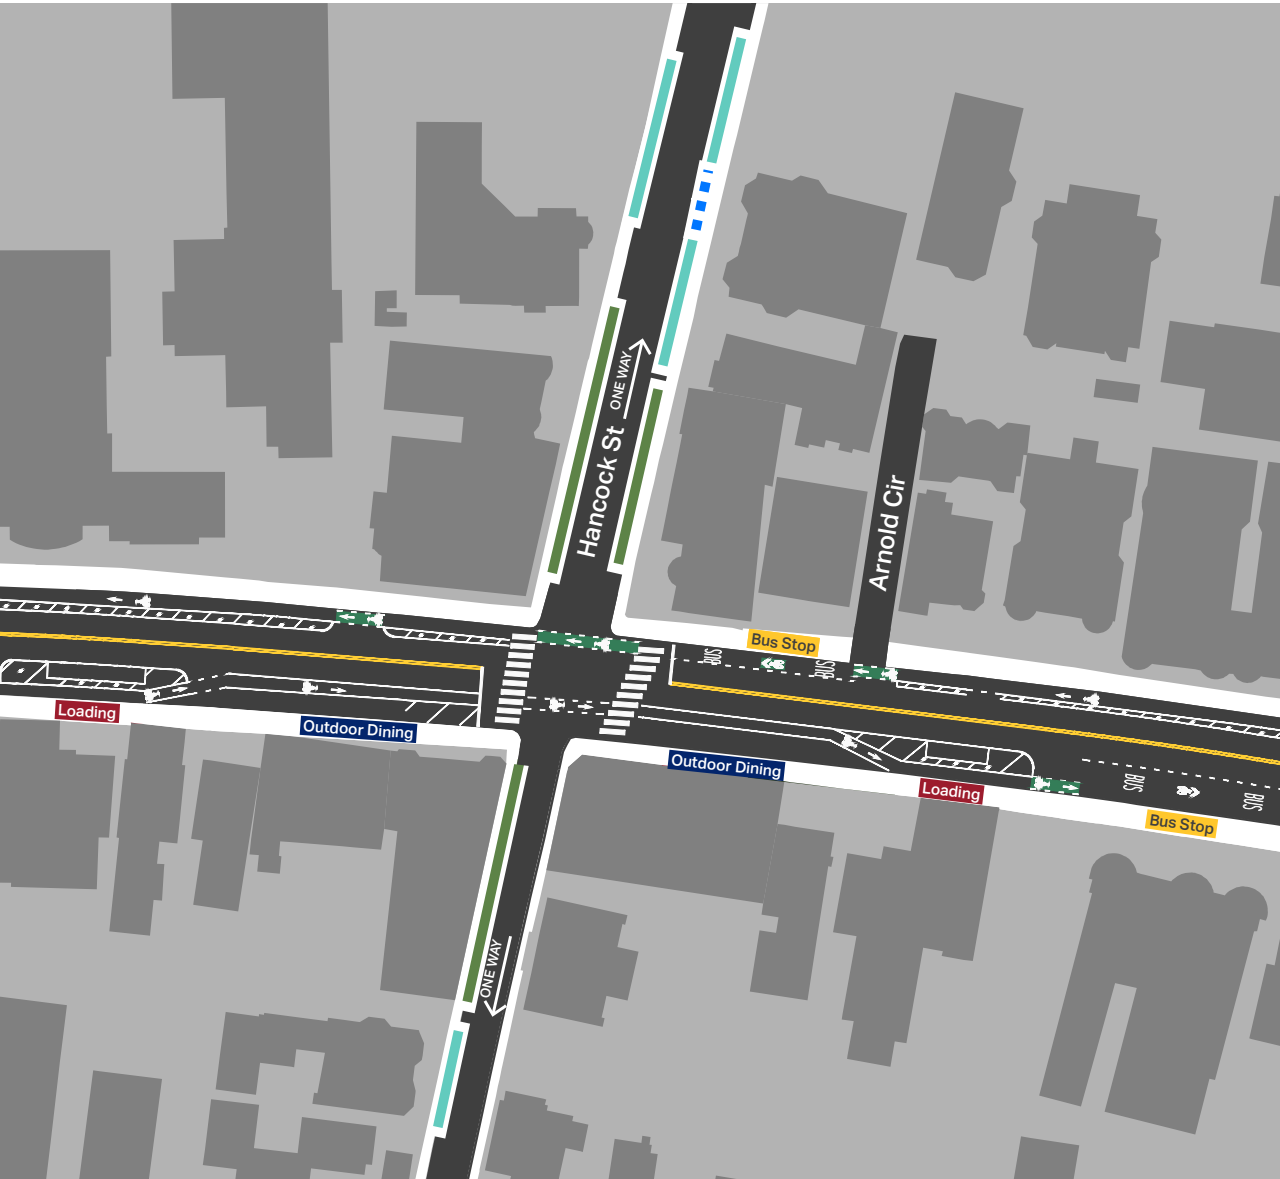 ONE WAY
Hancock St
Arnold Cir
Bus Stop
BUS
BUS
Loading
Outdoor Dining
Outdoor Dining
Loading
BUS
BUS
Bus Stop
ONE WAY